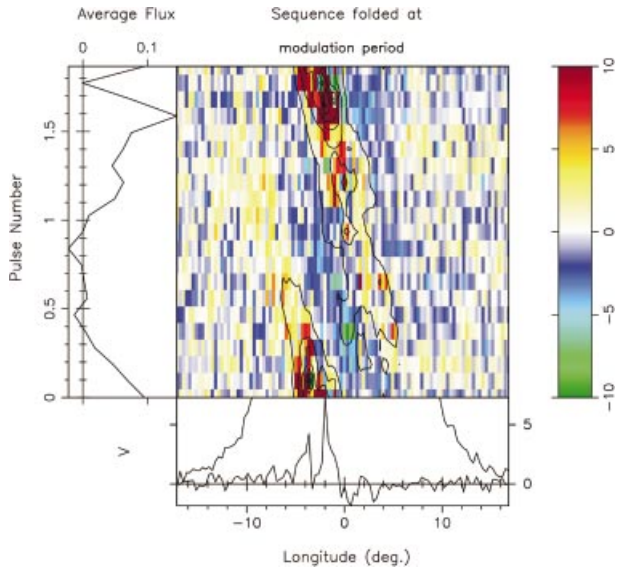 Average Flux
Sequence folded at
0 0.1
modulation period
10
1.5
5
Pulse Number
1
0
0.5
−5
0
−10
V
5
0
−10 0 10
Longitude (deg.)